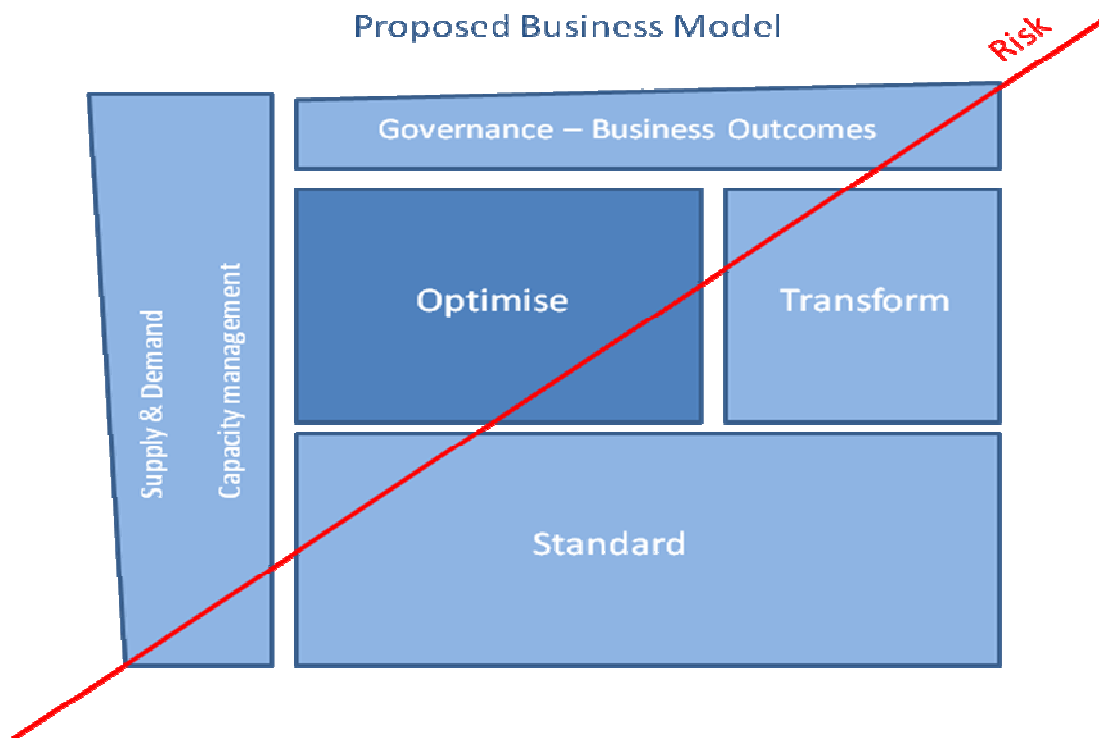 Proposed Business Model
Risk
Governance – Business Outcomes
Supply & Demand
Capacity management
Optimise
Transform
Standard